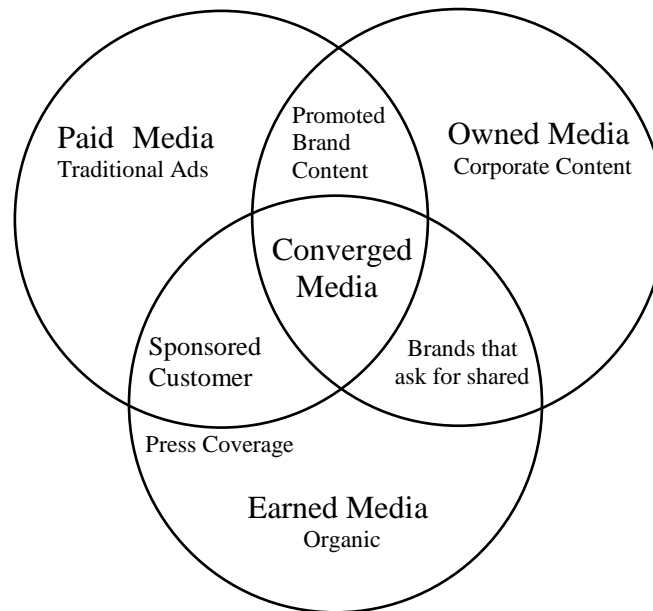 Promoted
Brand
Content
Paid Media
Traditional Ads
Owned Media
Corporate Content
Converged
Media
Sponsored
Customer
Brands that
ask for shared
Press Coverage
Earned Media
Organic